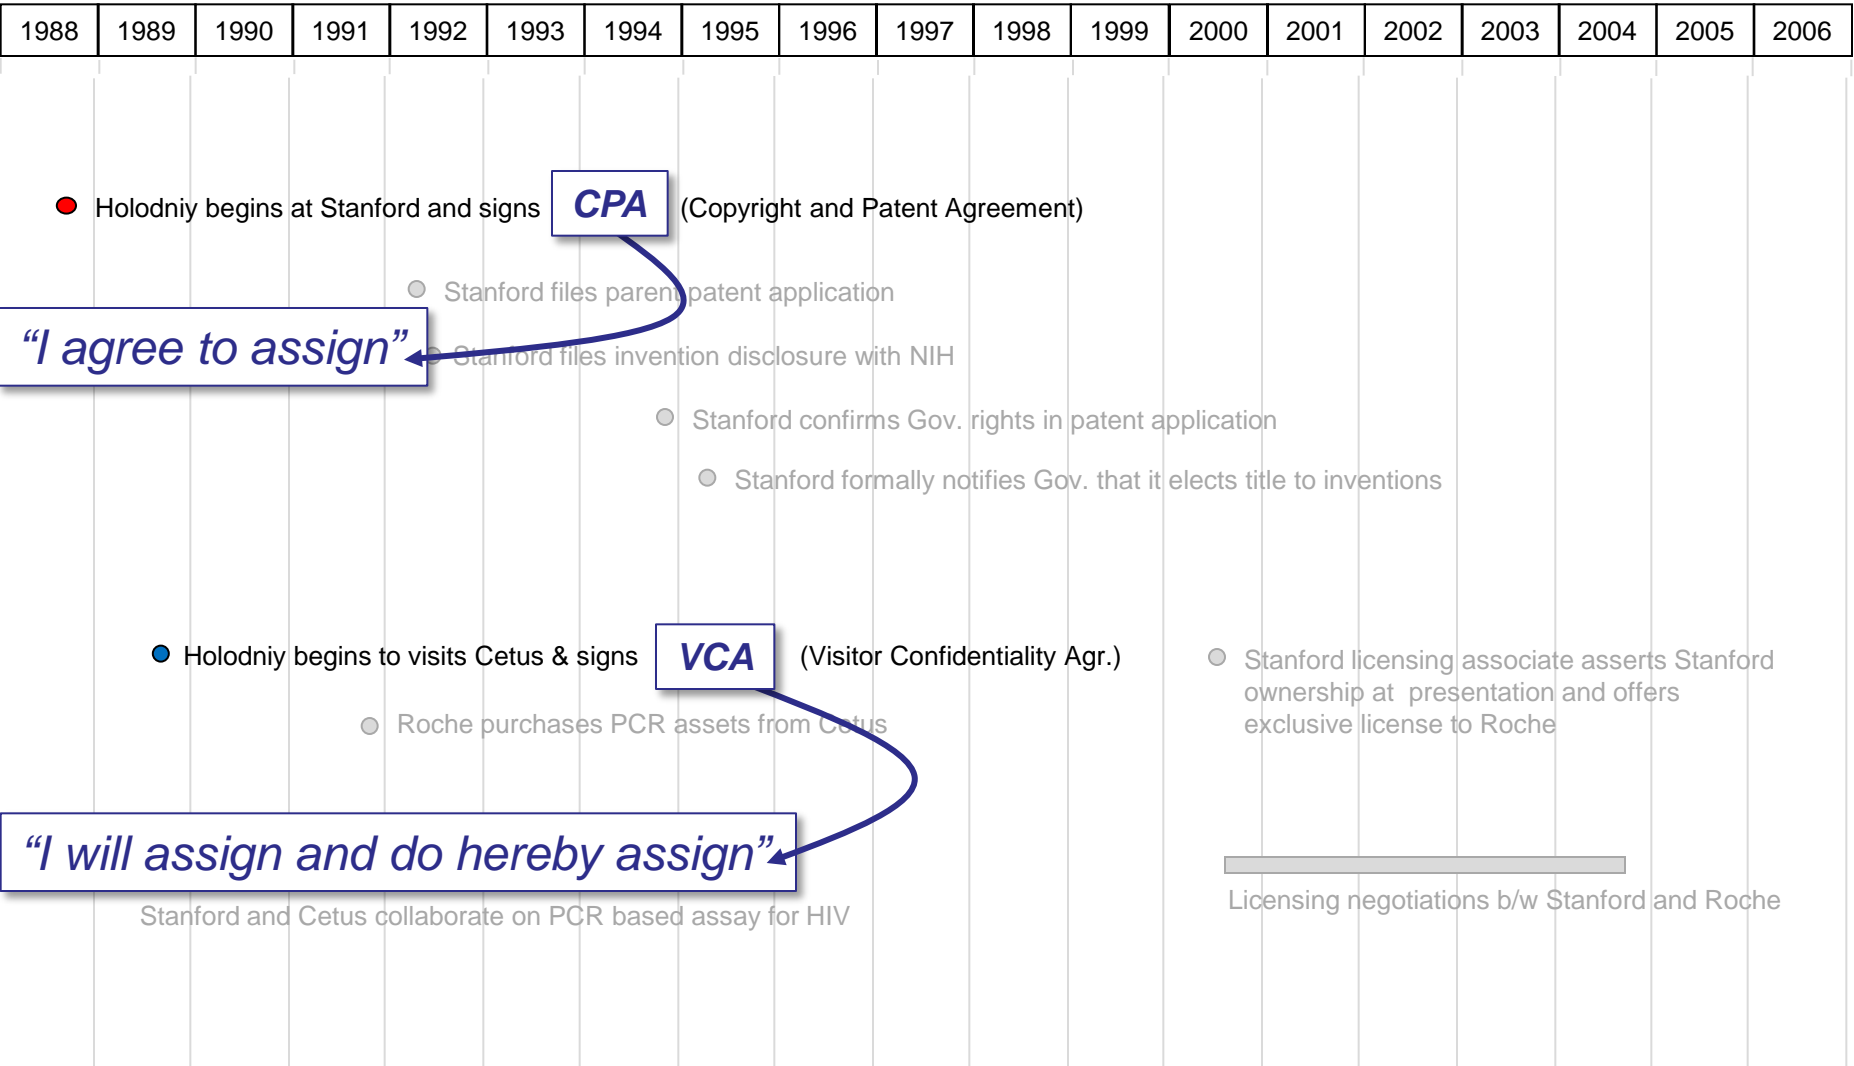 1988 1989 1990 1991 1992 1993 1994 1995 1996 1997 1998 1999 2000 2001 2002 2003 2004 2005 2006
Holodniy begins at Stanford and signs CPA (Copyright and Patent Agreement)
Stanford files parent patent application
“I agree to assign”
Stanford files invention disclosure with NIH
Stanford confirms Gov. rights in patent application
Stanford formally notifies Gov. that it elects title to inventions
Holodniy begins to visits Cetus & signs VCA (Visitor Confidentiality Agr.)
Stanford licensing associate asserts Stanford
ownership at presentation and offers
exclusive license to Roche
Roche purchases PCR assets from Cetus
“I will assign and do hereby assign”
Licensing negotiations b/w Stanford and Roche
Stanford and Cetus collaborate on PCR based assay for HIV